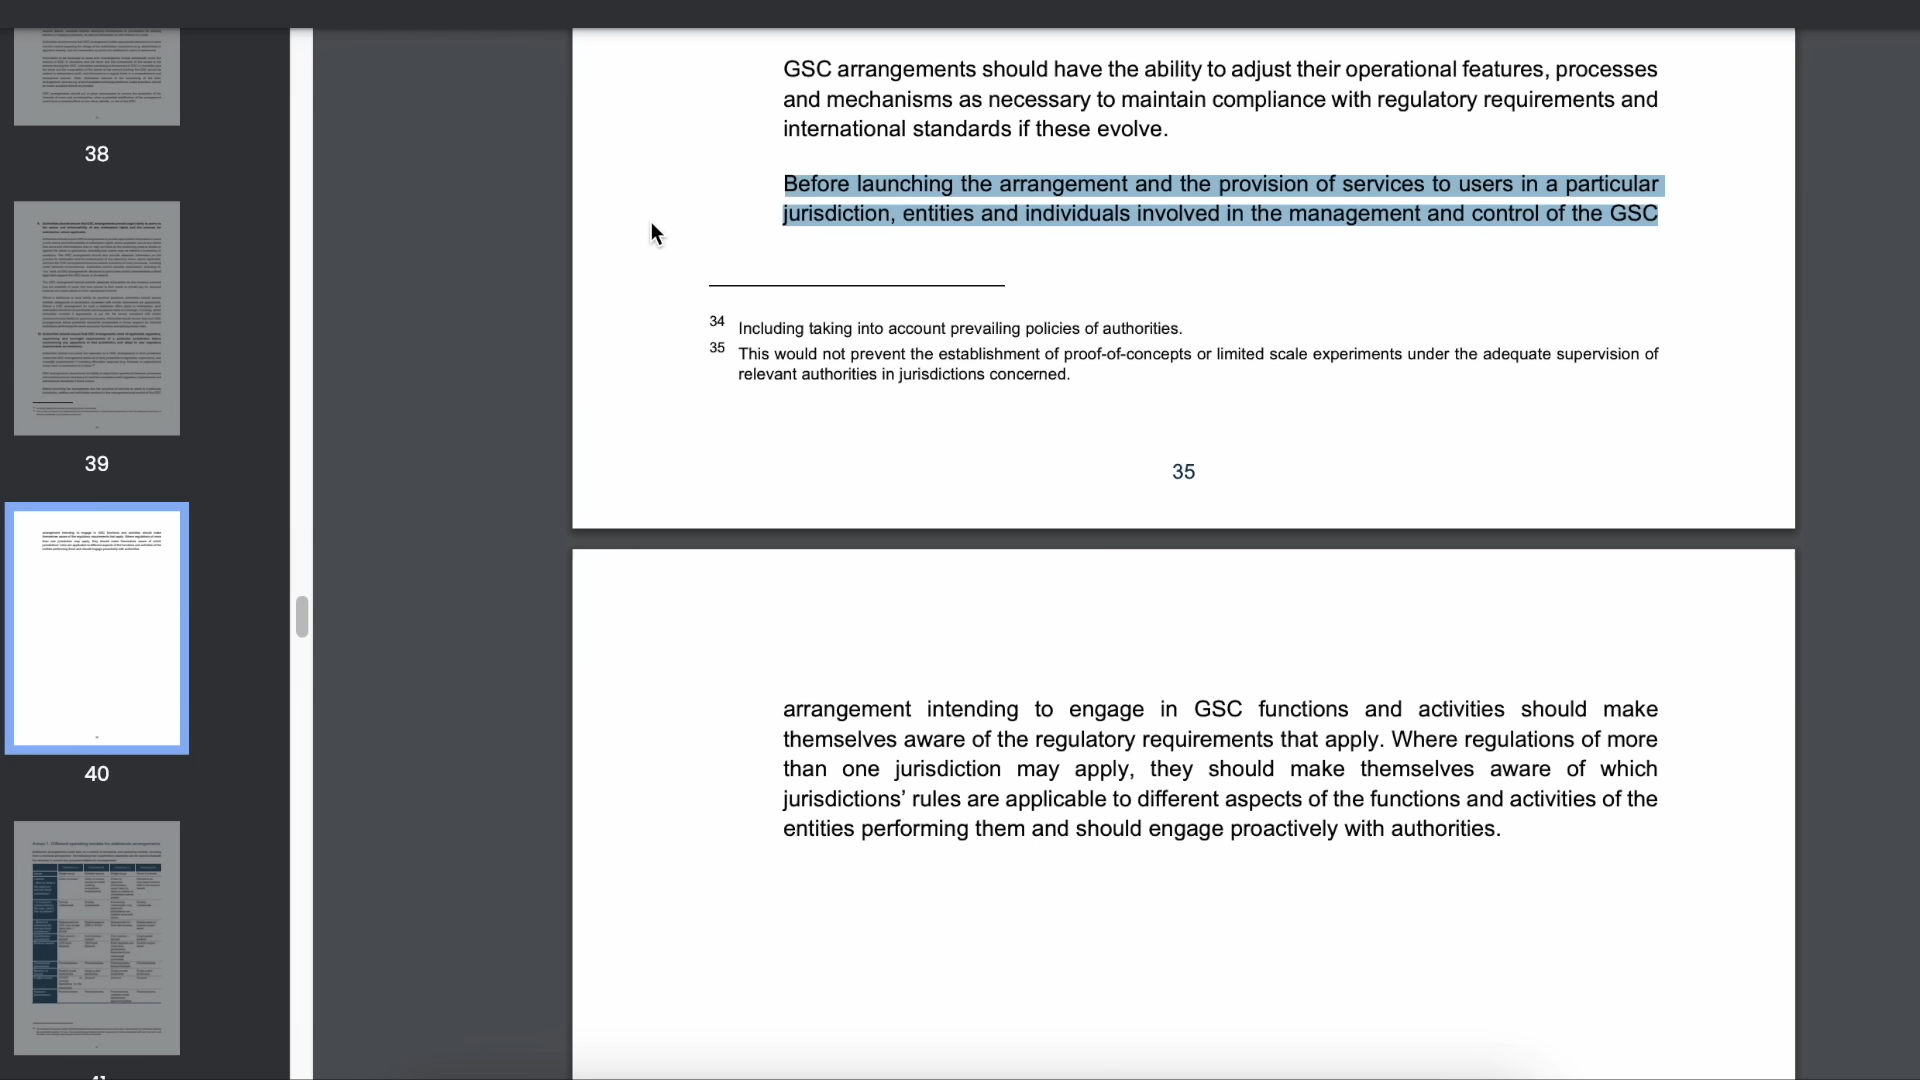 38
39
40
GSC arrangements should have the ability to adjust their operational features, processes
and mechanisms as necessary to maintain compliance with regulatory requirements and
international standards if these evolve.
Before launching the arrangement and the provision of services to users in a particular
jurisdiction, entities and individuals involved in the management and control of the GSC
34 Including taking into account prevailing policies of authorities.
35 This would not prevent the establishment of proof-of-concepts or limited scale experiments under the adequate supervision of
relevant authorities in jurisdictions concerned.
35
arrangement intending to engage in GSC functions and activities should make
themselves aware of the regulatory requirements that apply. Where regulations of more
than one jurisdiction may apply, they should make themselves aware of which
jurisdictions’ rules are applicable to different aspects of the functions and activities of the
entities performing them and should engage proactively with authorities.